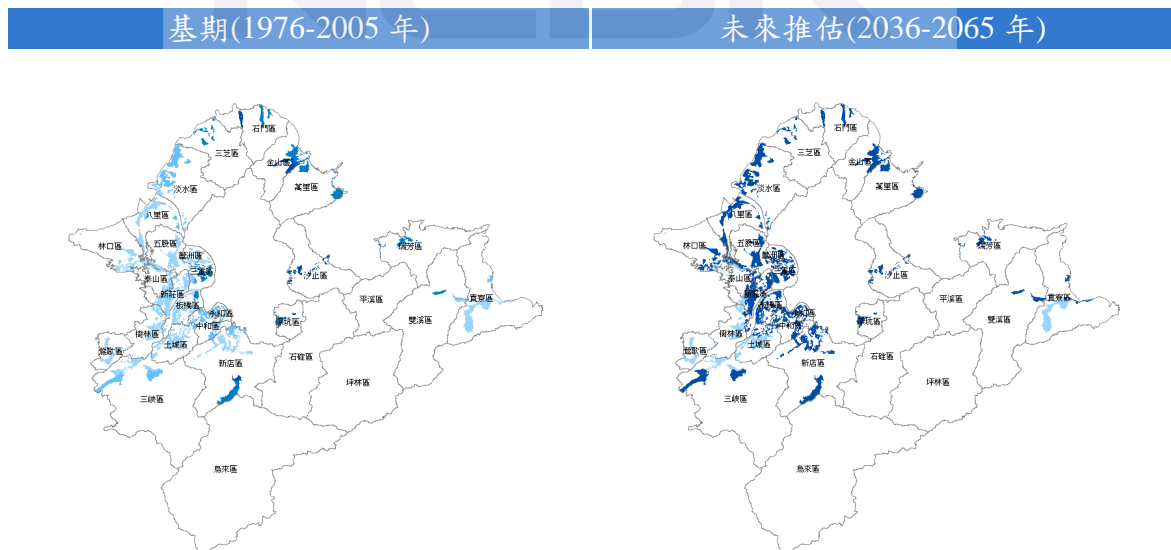 基期(1976-2005 年)
未來推估(2036-2065 年)
石門區
三芝區
金山區
萬里區
淡水區
八里區
林口區
五股區
蘆洲區
三重區
泰山區
新莊區
板橋區
永和區
中和區
汐止區
瑞芳區
平溪區
雙溪區
貢寮區
深坑區
石碇區
樹林區
土城區
鶯歌區
新店區
三峽區
坪林區
烏來區
石門區
三芝區
金山區
萬里區
淡水區
八里區
林口區
五股區
蘆洲區
三重區
泰山區
新莊區
板橋區
永和區
中和區
汐止區
瑞芳區
平溪區
雙溪區
貢寮區
深坑區
石碇區
樹林區
土城區
鶯歌區
新店區
三峽區
坪林區
烏來區